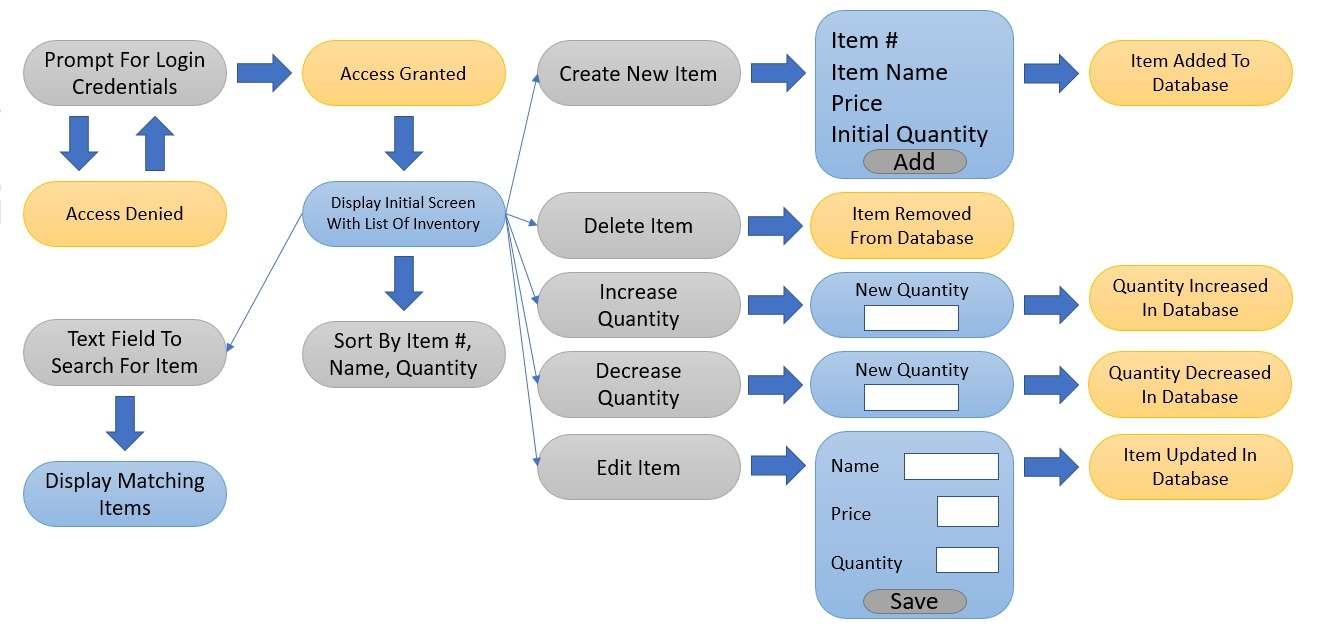 Prompt For Login
Credentials
Access Granted
Access Denied
Display Initial Screen
With List Of Inventory
Text Field To
Search For Item
Display Matching
Items
Sort By Item #,
Name, Quantity
Create New Item
Item #
Item Name
Price
Initial Quantity
Add
Item Added To
Database
Delete Item
Item Removed
From Database
Increase
Quantity
New Quantity
Quantity Increased
In Database
Decrease
Quantity
New Quantity
Quantity Decreased
In Database
Edit Item
Name
Price
Quantity
Save
Item Updated In
Database